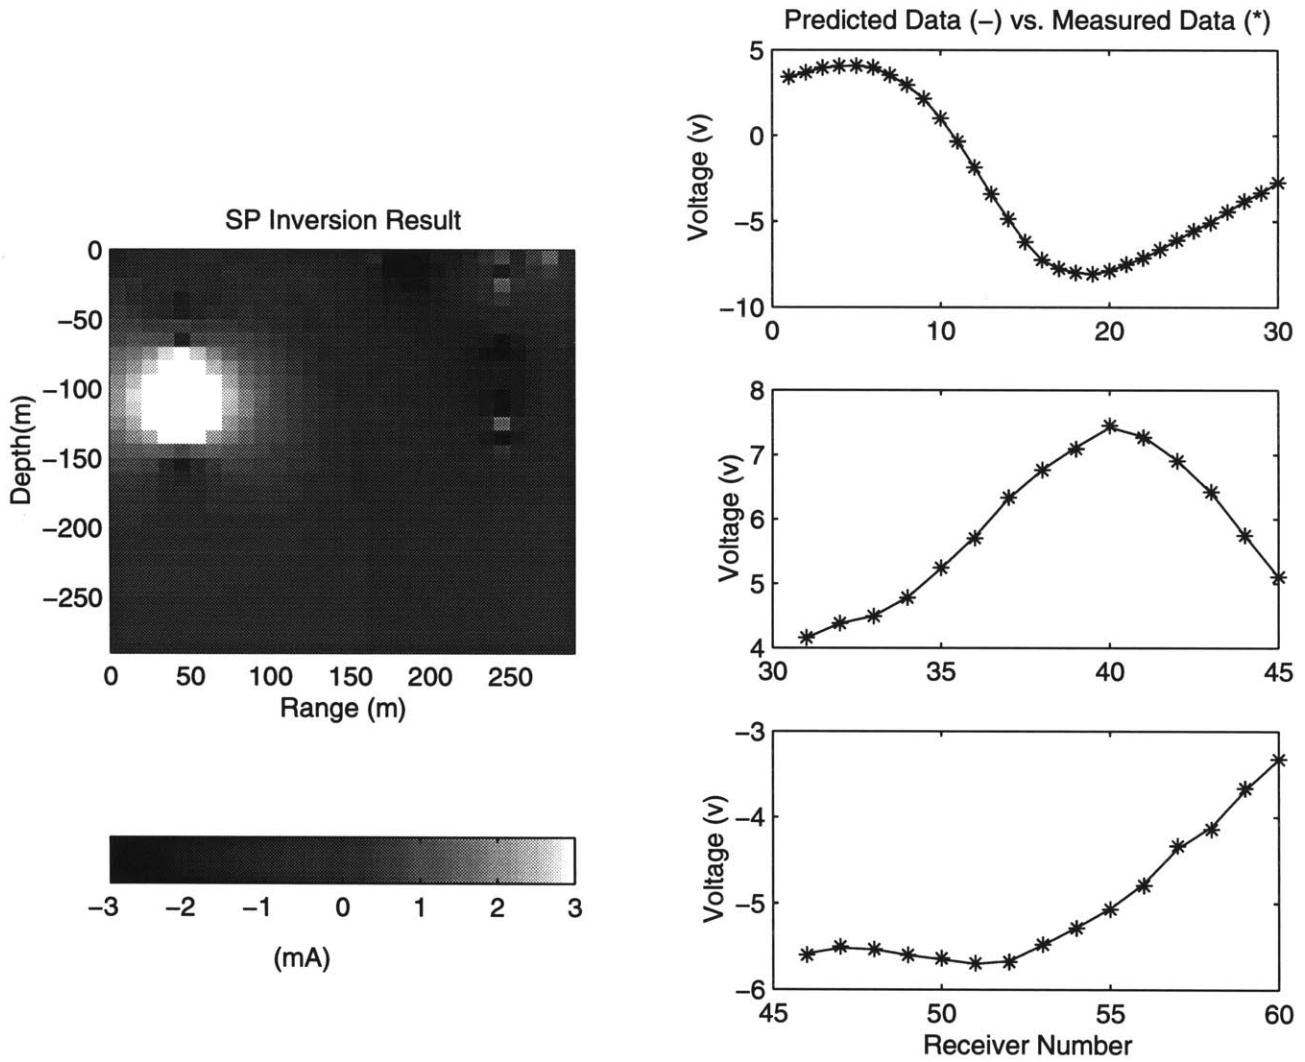 SP Inversion Result
0
−50
−100
−150
−200
−250
Depth(m)
0 50 100 150 200 250
Range (m)
−3 −2 −1 0 1 2 3
(mA)
Predicted Data (−) vs. Measured Data (*)
5
0
−5
−10
Voltage (v)
0 10 20 30
8
7
6
5
4
Voltage (v)
30 35 40 45
−3
−4
−5
−6
Voltage (v)
45 50 55 60
Receiver Number